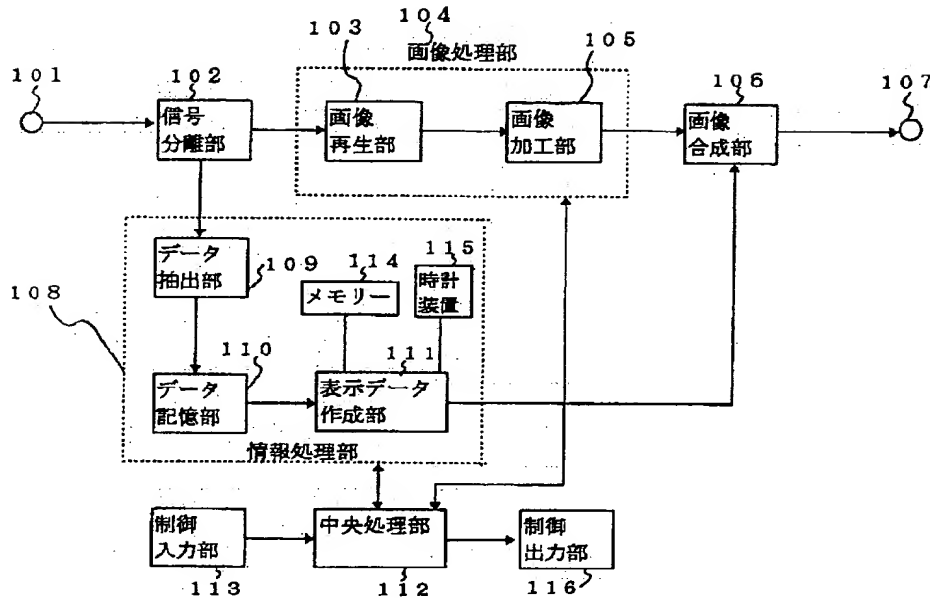 104
103
画像処理部
105
101
102
106
107
信号
分離部
画像
再生部
画像
加工部
画像
合成部
データ
抽出部
109
114
メモリー
115
時計
装置
108
110
111
データ
記憶部
表示データ
作成部
情報処理部
制御
入力部
中央処理部
制御
出力部
113
112
116